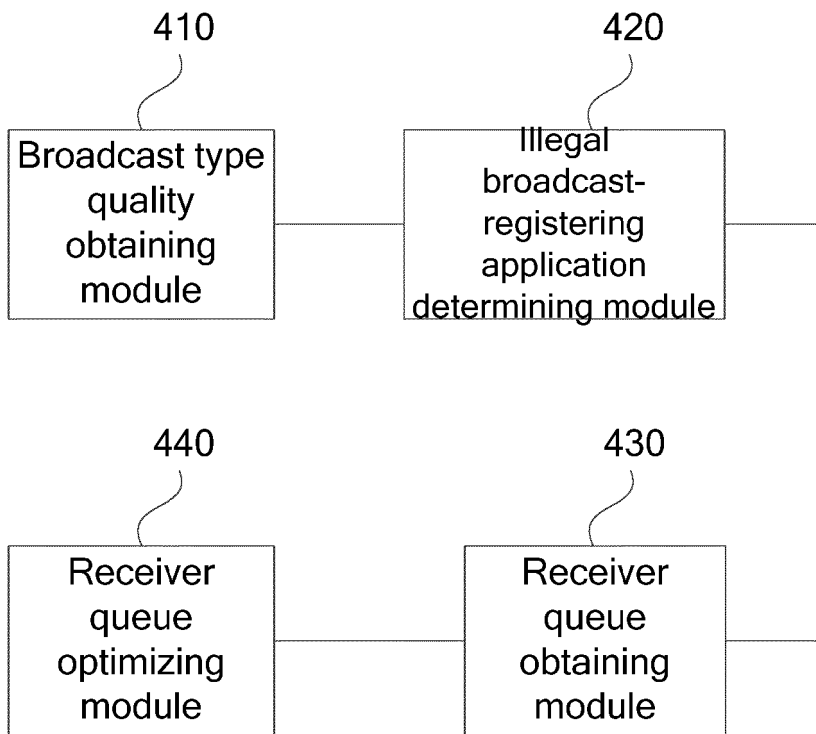 410
420
Broadcast type
quality
obtaining
module
Illegal
broadcast-
registering
application
determining module
440
430
Receiver
queue
optimizing
module
Receiver
queue
obtaining
module